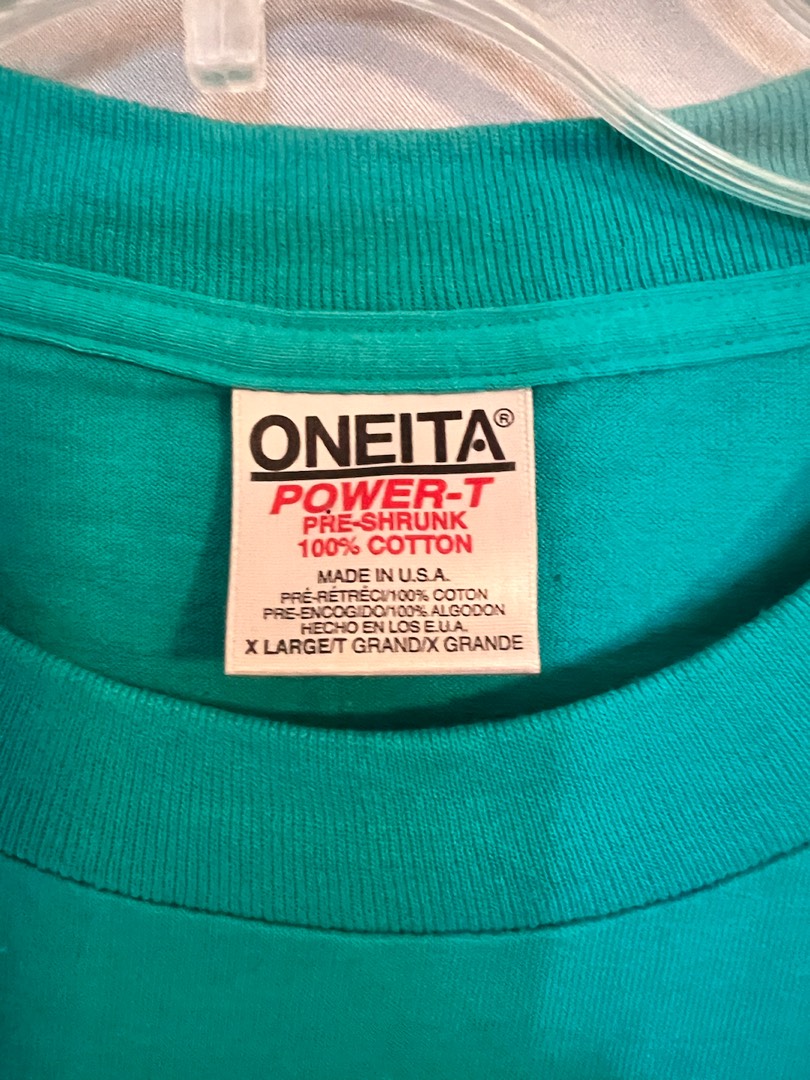 ONEITA®
POWER-T
PRE-SHRUNK
100% COTTON
MADE IN U.S.A.
PRÉ-RÉTRÉCI/100% COTON
PRE-ENCOGIDO/100% ALGODON
HECHO EN LOS E.U.A.
X LARGE/T GRAND/X GRANDE